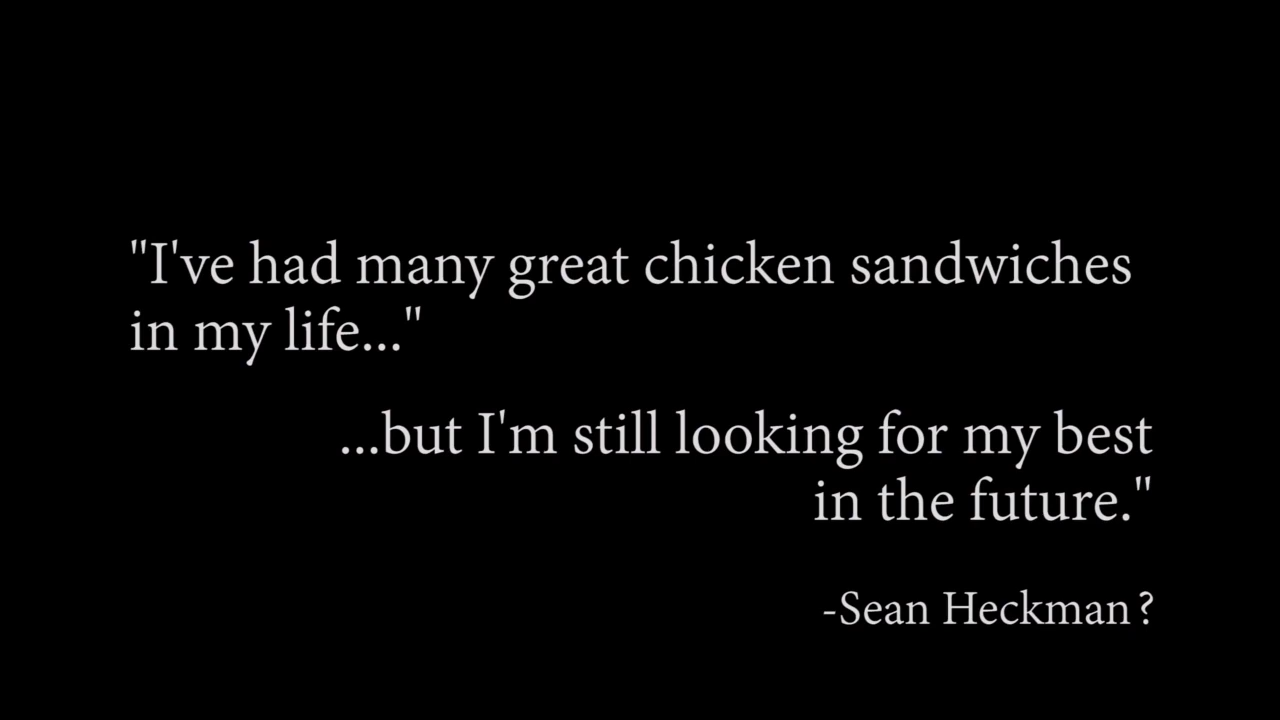 "I've had many great chicken sandwiches
in my life..."
...but I'm still looking for my best
in the future."
-Sean Heckman?